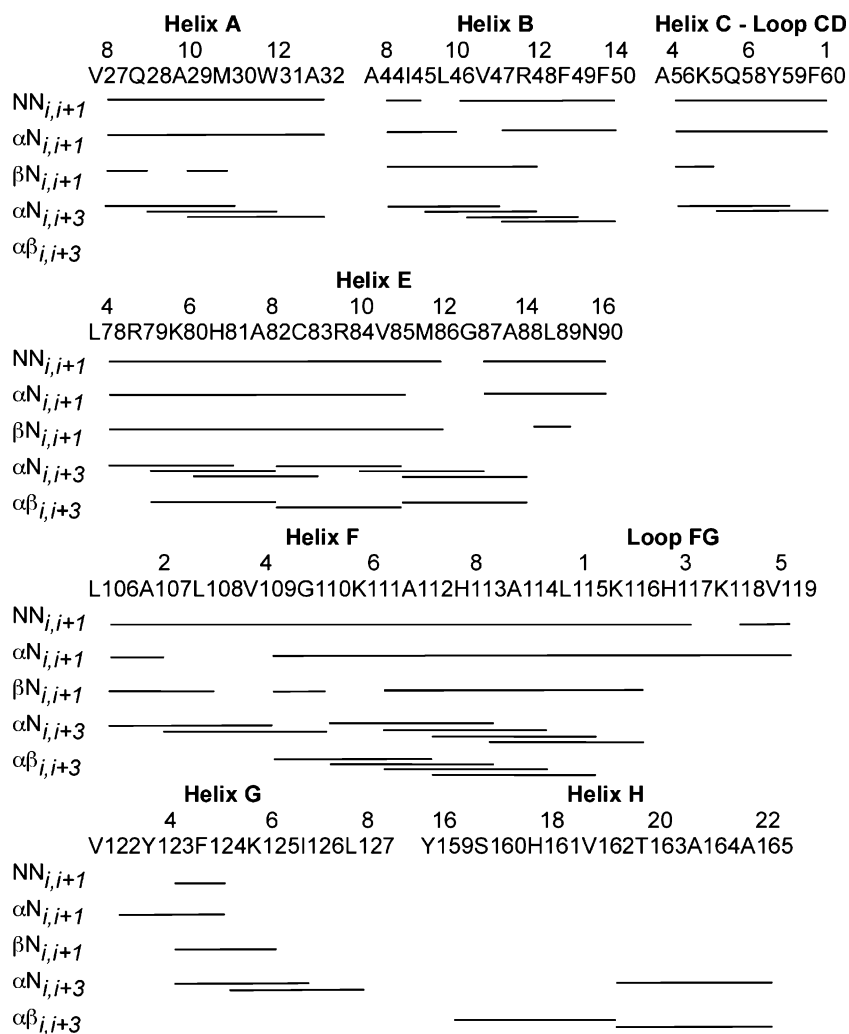 Helix A Helix B Helix C - Loop CD
8 10 12 8 10 12 14 4 6 1
V27Q28A29M30W31A32 A44I45L46V47R48F49F50 A56K5Q58Y59F60
NNi,i+1
αNi,i+1
βNi,i+1
αNi,i+3
αβi,i+3
Helix E
4 6 8 10 12 14 16
L78R79K80H81A82C83R84V85M86G87A88L89N90
NNi,i+1
αNi,i+1
βNi,i+1
αNi,i+3
αβi,i+3
Helix F Loop FG
2 4 6 8 1 3 5
L106A107L108V109G110K111A112H113A114L115K116H117K118V119
NNi,i+1
αNi,i+1
βNi,i+1
αNi,i+3
αβi,i+3
Helix G Helix H
4 6 8 16 18 20 22
V122Y123F124K125I126L127 Y159S160H161V162T163A164A165
NNi,i+1
αNi,i+1
βNi,i+1
αNi,i+3
αβi,i+3